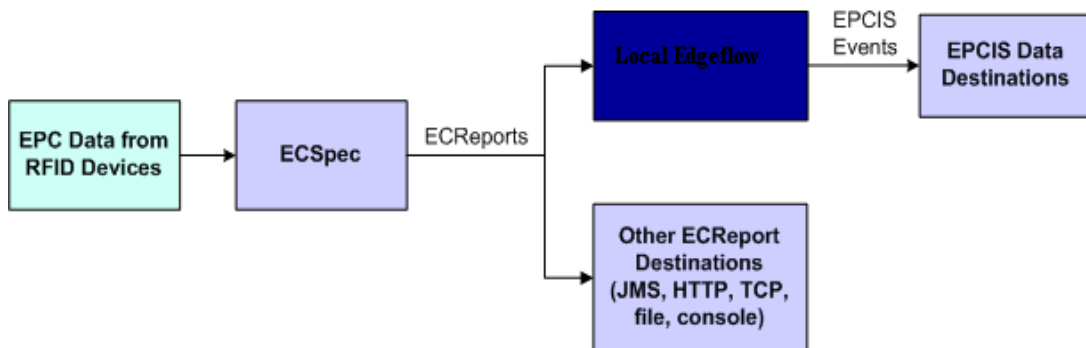 EPC Data from
RFID Devices
ECSpec
ECReports
Local Edgeflow
EPCIS
Events
EPCIS Data
Destinations
Other ECReport
Destinations
(JMS, HTTP, TCP,
file, console)